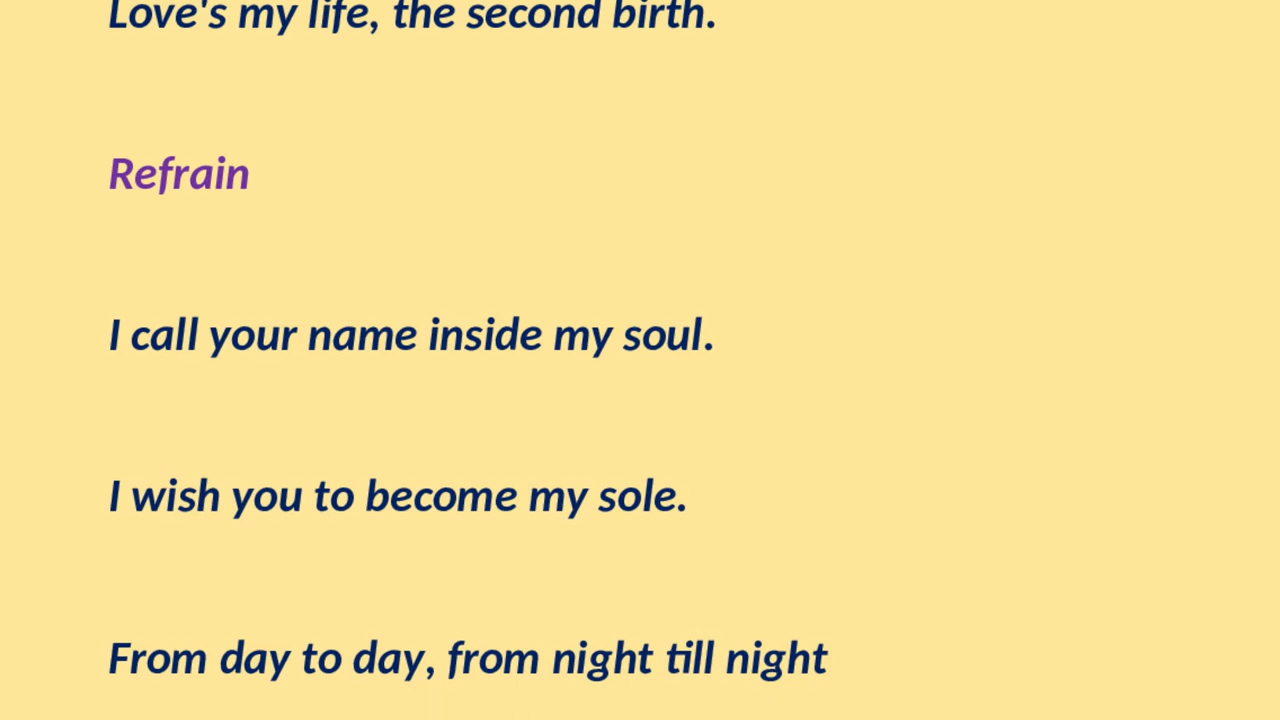 Love's my life, the second birth.
Refrain
I call your name inside my soul.
I wish you to become my sole.
From day to day, from night till night